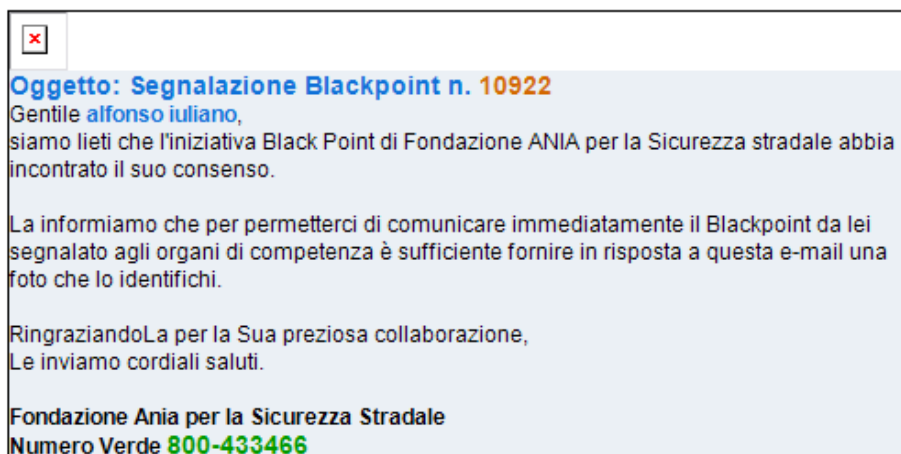 Oggetto: Segnalazione Blackpoint n. 10922
Gentile alfonso iuliano,
siamo lieti che l'iniziativa Black Point di Fondazione ANIA per la Sicurezza stradale abbia
incontrato il suo consenso.
La informiamo che per permetterci di comunicare immediatamente il Blackpoint da lei
segnalato agli organi di competenza è sufficiente fornire in risposta a questa e-mail una
foto che lo identifichi.
RingraziandoLa per la Sua preziosa collaborazione,
Le inviamo cordiali saluti.
Fondazione Ania per la Sicurezza Stradale
Numero Verde 800-433466